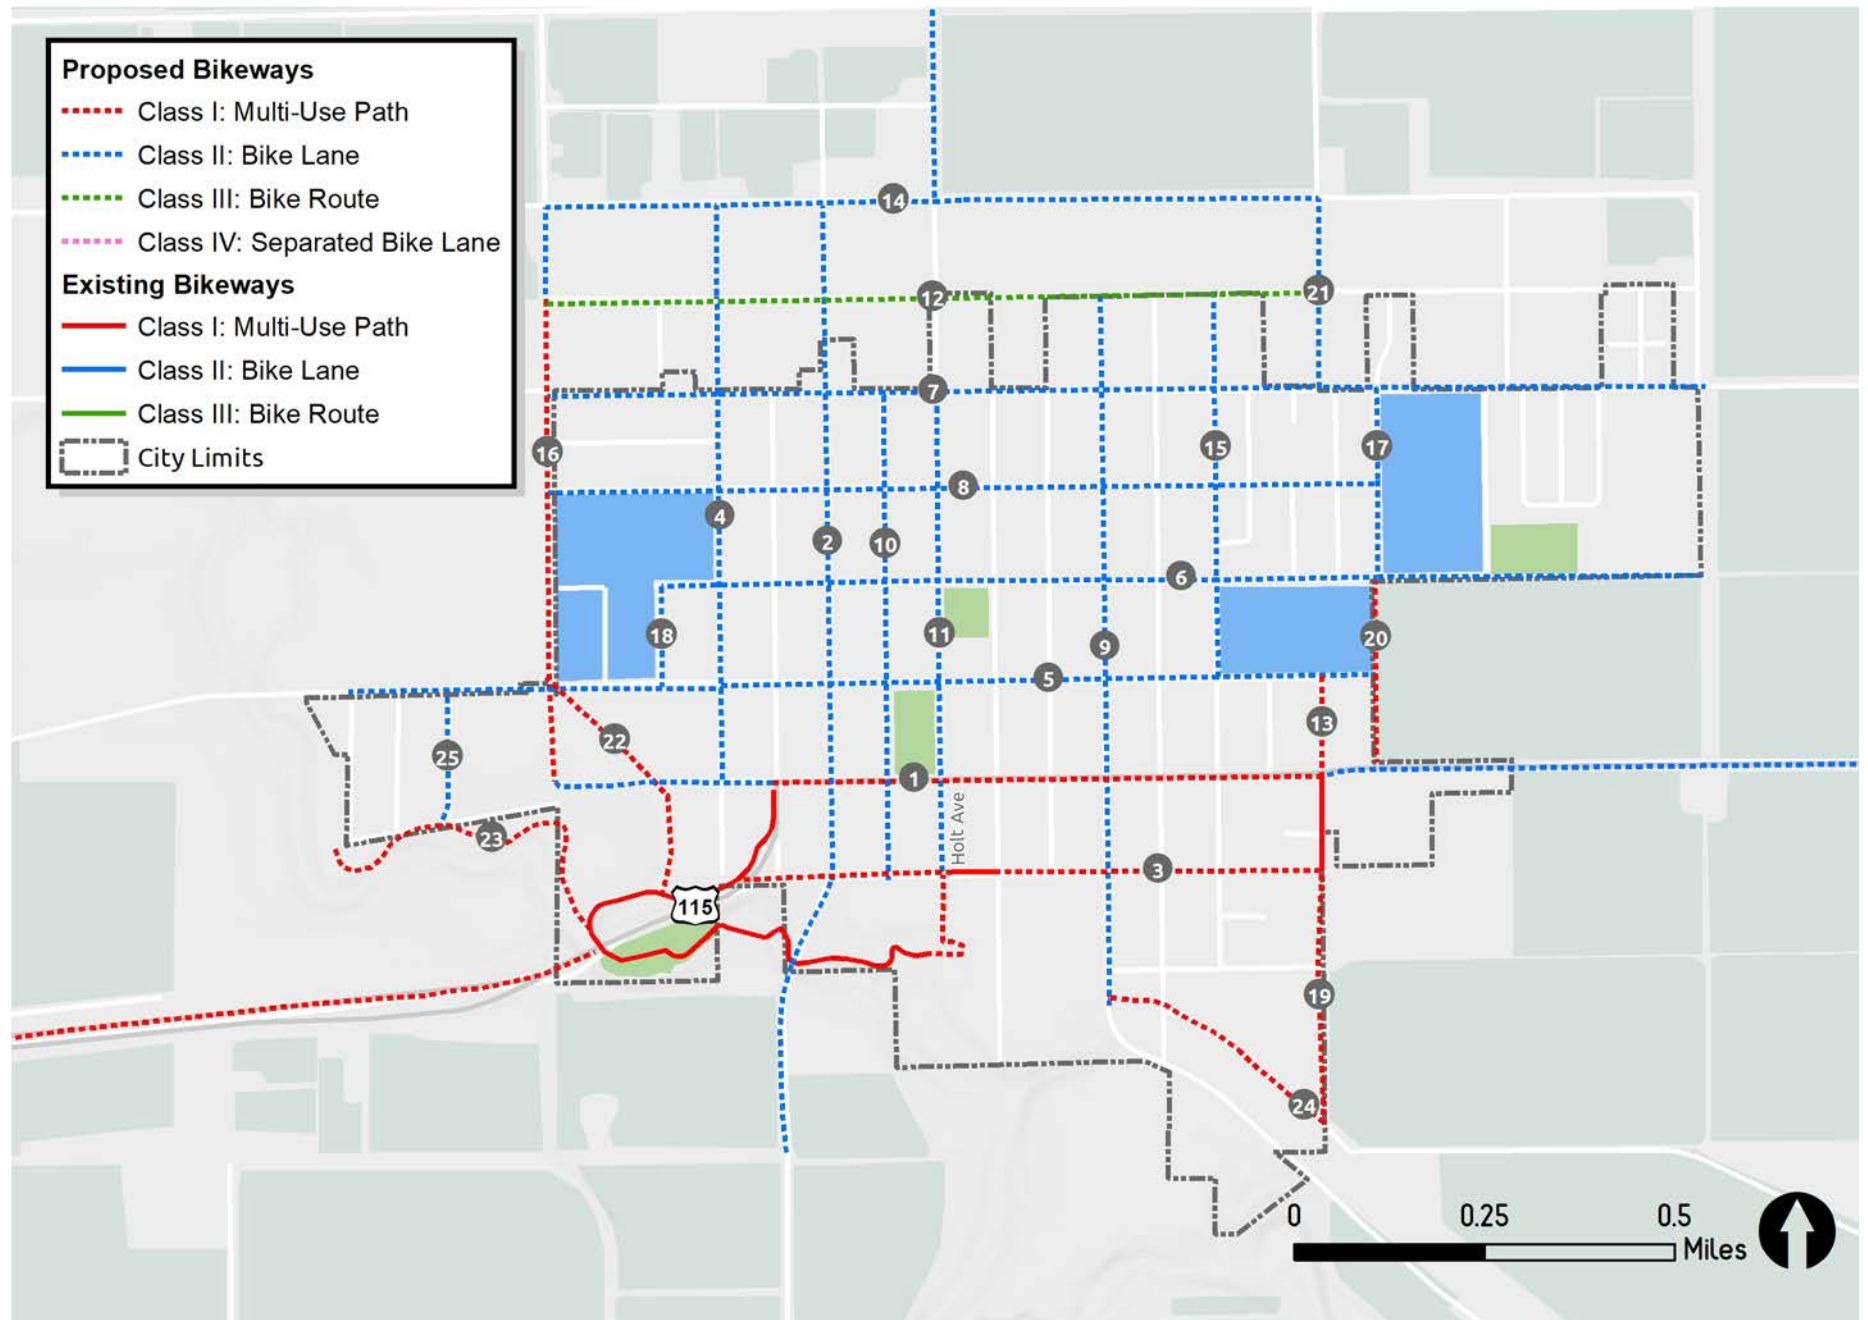 Proposed Bikeways
Class I: Multi-Use Path
Class II: Bike Lane
Class III: Bike Route
Class IV: Separated Bike Lane
Existing Bikeways
Class I: Multi-Use Path
Class II: Bike Lane
Class III: Bike Route
City Limits
14
12
21
7
16
15
17
8
4
2
10
6
18
11
9
20
5
13
22
25
1
Holt Ave
23
3
115
19
24
0 0.25 0.5
Miles